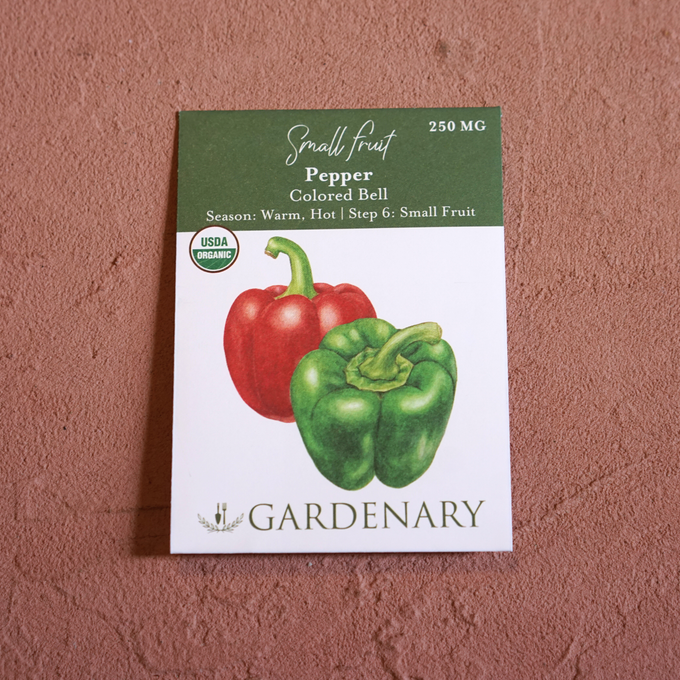 Small fruit
250 MG
Pepper
Colored Bell
Season: Warm, Hot | Step 6: Small Fruit
USDA
ORGANIC
GARDENARY